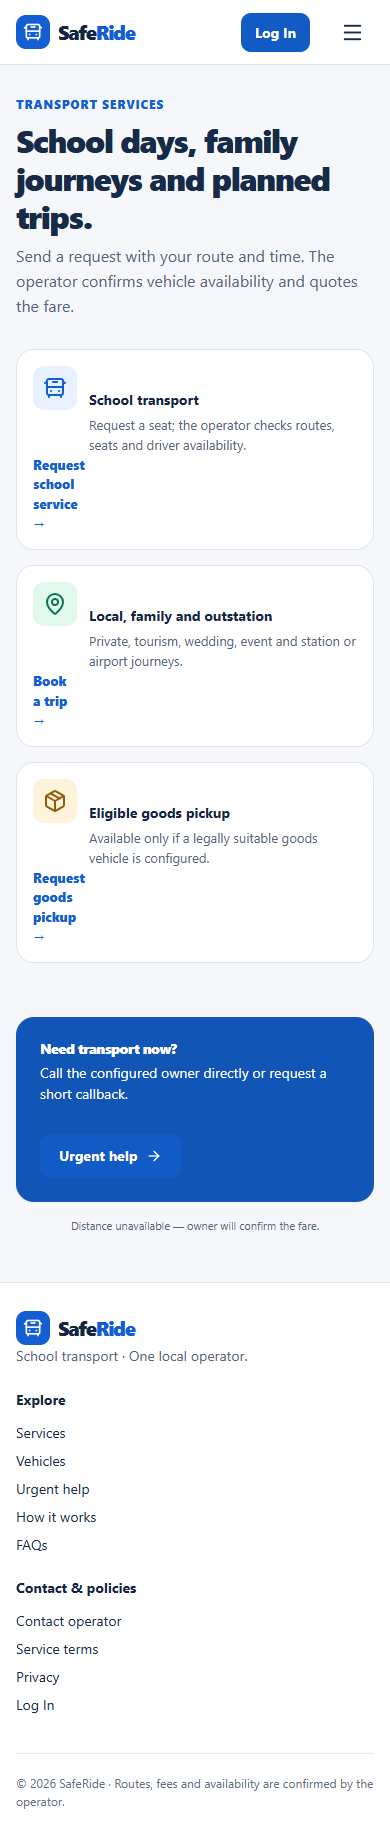 SafeRide
Log In
TRANSPORT SERVICES
School days, family
journeys and planned
trips.
Send a request with your route and time. The
operator confirms vehicle availability and quotes
the fare.
School transport
Request a seat; the operator checks routes,
seats and driver availability.
Request
school
service
→
Local, family and outstation
Private, tourism, wedding, event and station or
airport journeys.
Book
a trip
→
Eligible goods pickup
Available only if a legally suitable goods
vehicle is configured.
Request
goods
pickup
→
Need transport now?
Call the configured owner directly or request a
short callback.
Urgent help →
Distance unavailable — owner will confirm the fare.
SafeRide
School transport · One local operator.
Explore
Services
Vehicles
Urgent help
How it works
FAQs
Contact & policies
Contact operator
Service terms
Privacy
Log In
© 2026 SafeRide · Routes, fees and availability are confirmed by the
operator.